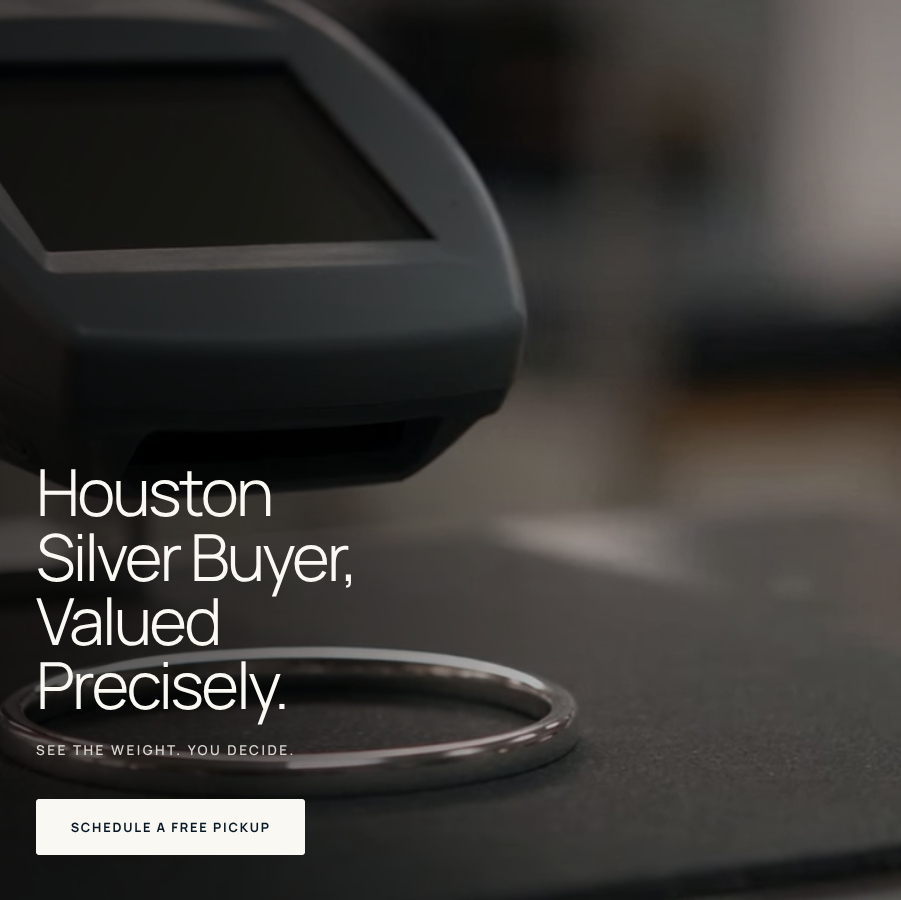 Houston
Silver Buyer,
Valued
Precisely.
SEE THE WEIGHT. YOU DECIDE.
SCHEDULE A FREE PICKUP